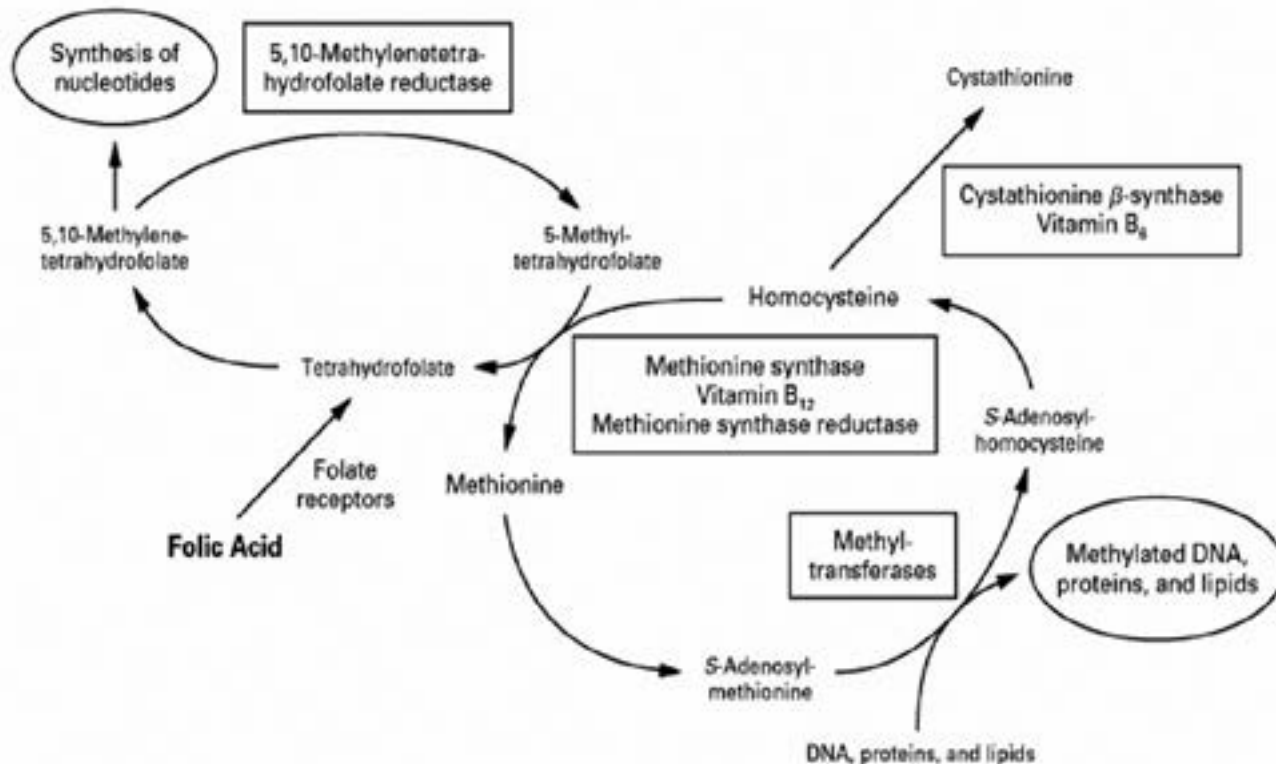 Synthesis of
nucleotides
5,10-Methylenetetra-
hydrofolate reductase
Cystathionine
Cystathionine β-synthase
Vitamin B₆
5,10-Methylene-
tetrahydrofolate
5-Methyl-
tetrahydrofolate
Homocysteine
Tetrahydrofolate
Methionine synthase
Vitamin B₁₂
Methionine synthase reductase
S-Adenosyl-
homocysteine
Folate
receptors
Methionine
Folic Acid
Methyl-
transferases
Methylated DNA,
proteins, and lipids
S-Adenosyl-
methionine
DNA, proteins, and lipids